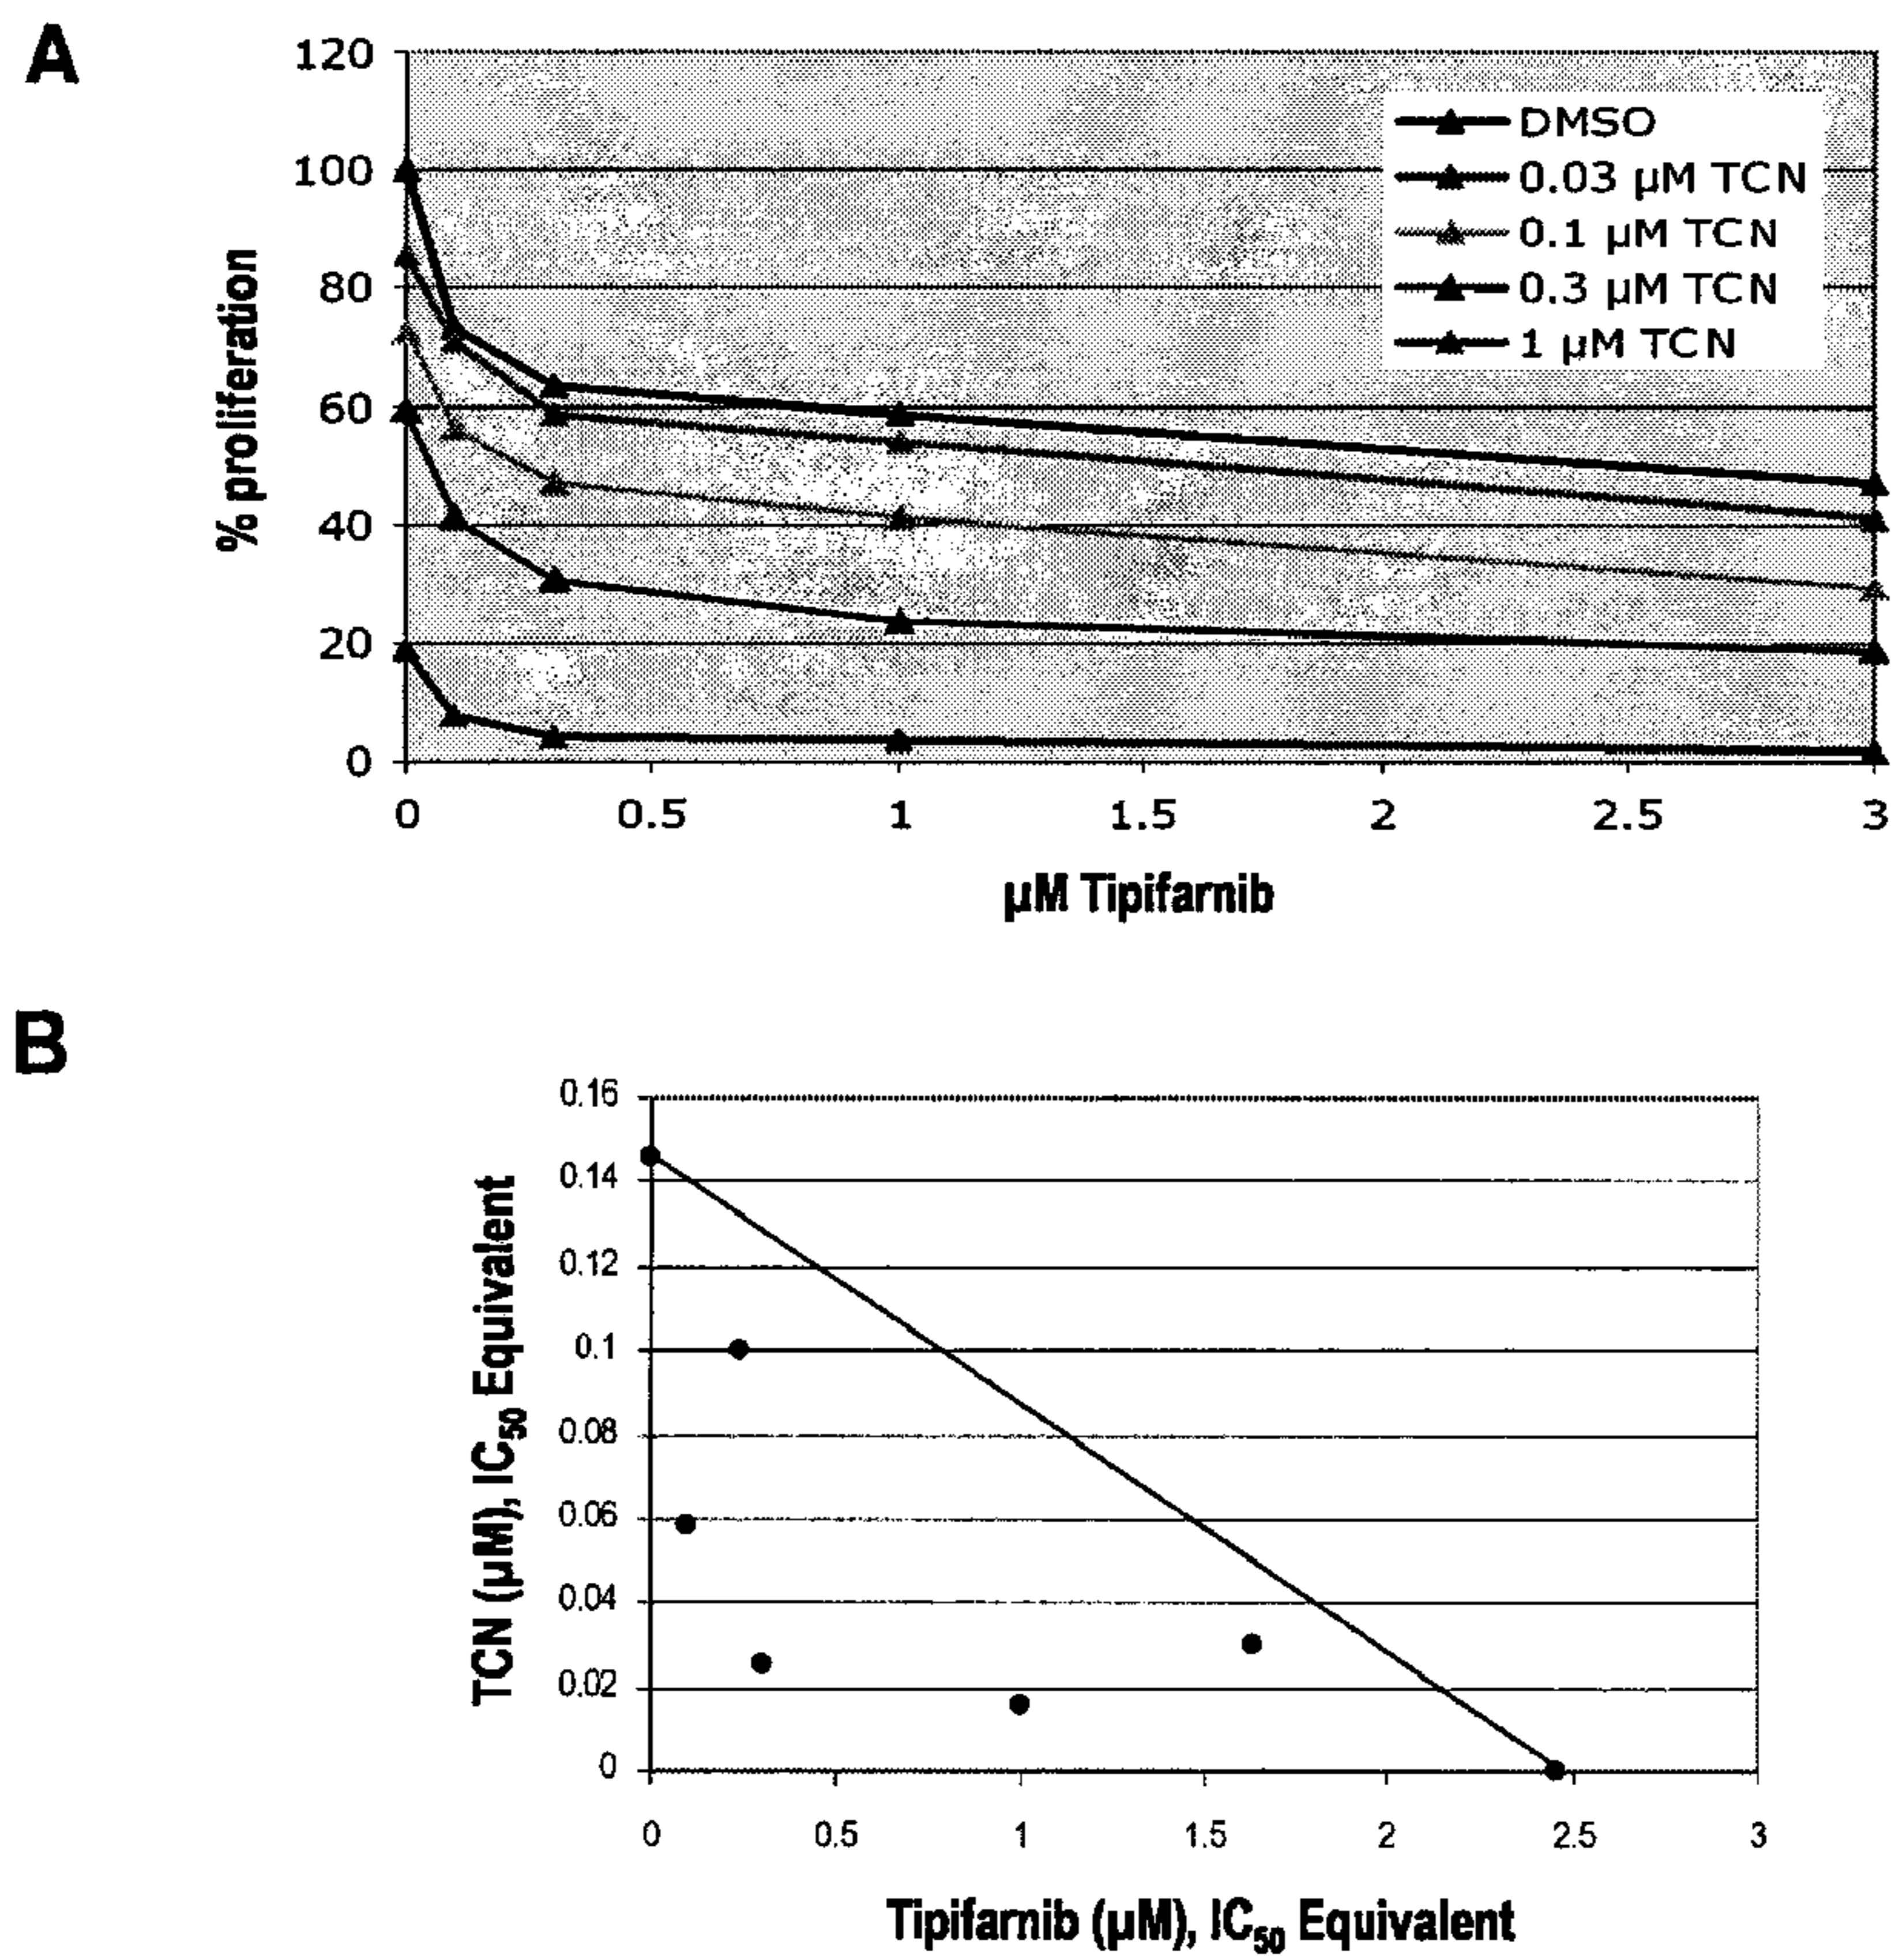 A
120
100
80
60
40
20
0
% proliferation
DMSO
0.03 µM TCN
0.1 µM TCN
0.3 µM TCN
1 µM TCN
0 0.5 1 1.5 2 2.5 3
µM Tipifarnib
B
0.16
0.14
0.12
0.1
0.08
0.06
0.04
0.02
0
TCN (µM), IC50 Equivalent
0 0.5 1 1.5 2 2.5 3
Tipifarnib (µM), IC50 Equivalent